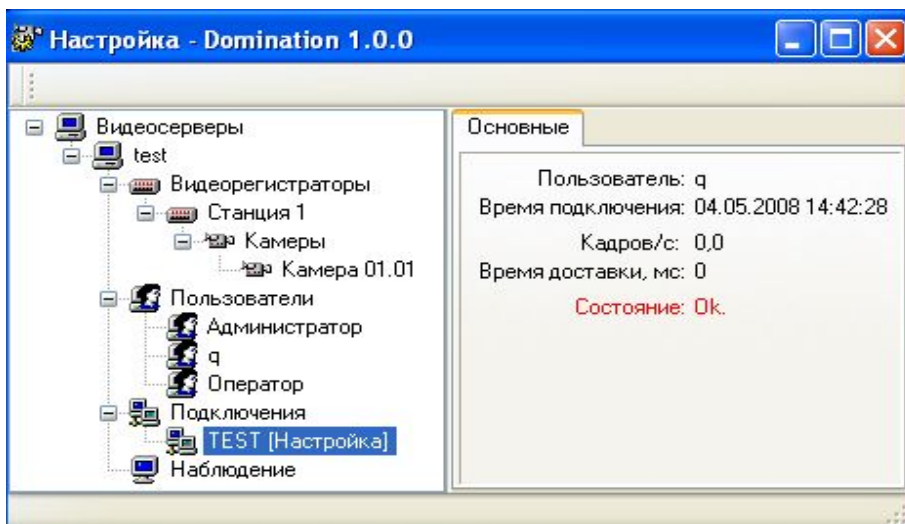 Настройка - Domination 1.0.0
Видеосерверы
test
Видеорегистраторы
Станция 1
Камеры
Камера 01.01
Пользователи
Администратор
q
Оператор
Подключения
TEST [Настройка]
Наблюдение
Основные
Пользователь: q
Время подключения: 04.05.2008 14:42:28
Кадров/с: 0,0
Время доставки, мс: 0
Состояние: Ok.